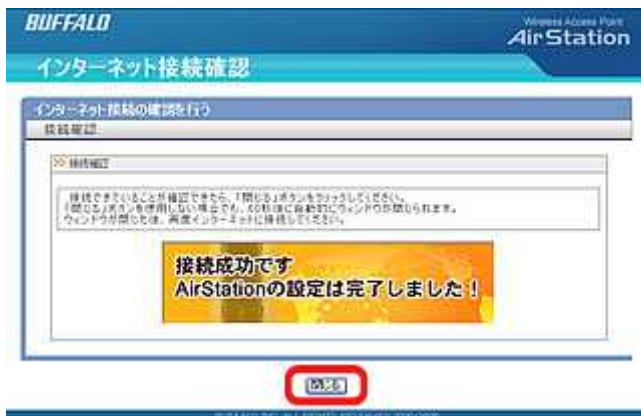 BUFFALO
Wireless Access Point
AirStation
インターネット接続確認
インターネット接続の確認を行う
接続確認
接続確認
接続できていることが確認できたら、「閉じる」ボタンをクリックしてください。
「閉じる」ボタンを使用しない場合でも、60秒後に自動的にウィンドウが閉じられます。
ウィンドウが閉じた後、再度インターネットに接続してください。
接続成功です
AirStationの設定は完了しました！
閉じる